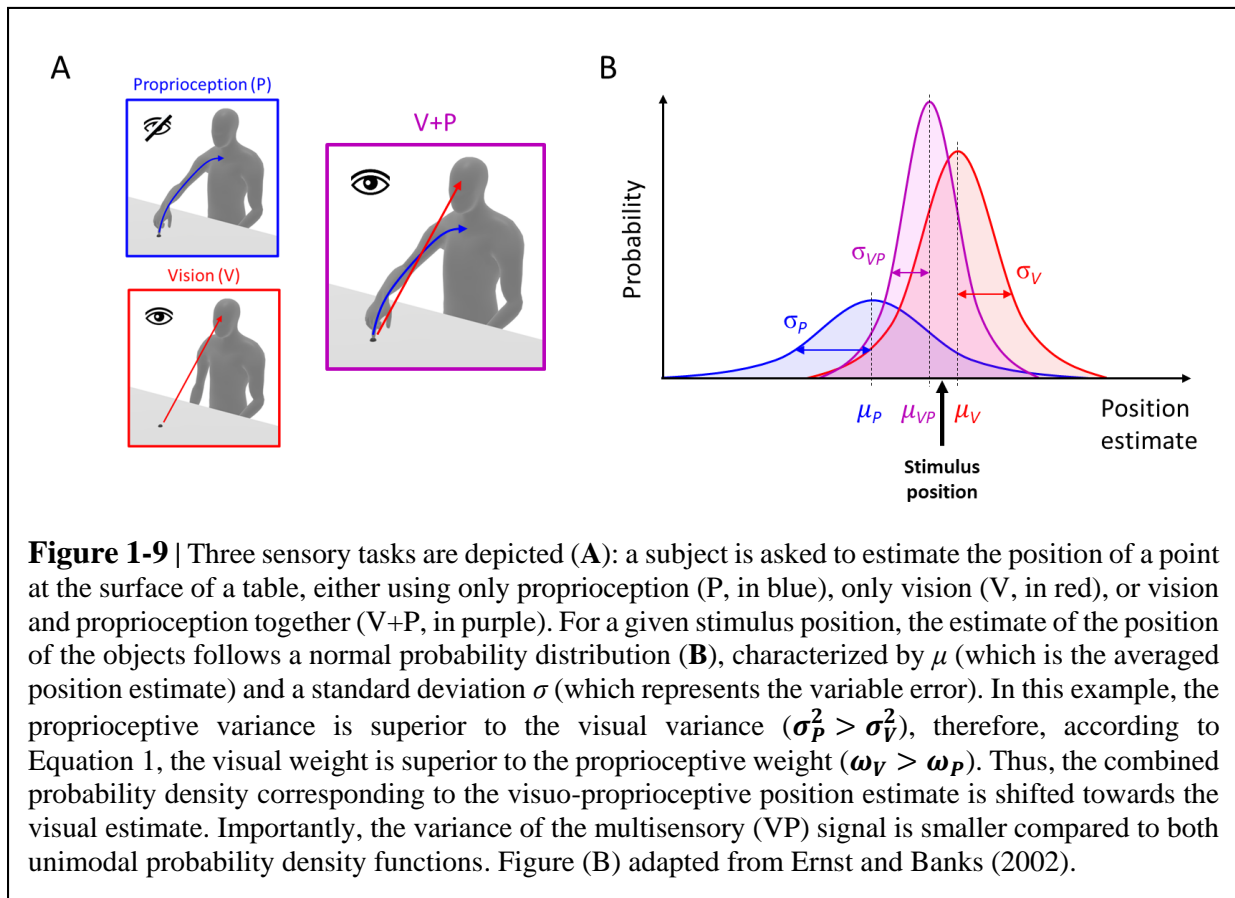 A
Proprioception (P)
Vision (V)
V+P
B
Probability
σP
σVP
σV
μP
μVP
μV
Position
estimate
Stimulus
position
Figure 1-9 | Three sensory tasks are depicted (A): a subject is asked to estimate the position of a point
at the surface of a table, either using only proprioception (P, in blue), only vision (V, in red), or vision
and proprioception together (V+P, in purple). For a given stimulus position, the estimate of the position
of the objects follows a normal probability distribution (B), characterized by μ (which is the averaged
position estimate) and a standard deviation σ (which represents the variable error). In this example, the
proprioceptive variance is superior to the visual variance (σ²P > σ²V), therefore, according to
Equation 1, the visual weight is superior to the proprioceptive weight (ωV > ωP). Thus, the combined
probability density corresponding to the visuo-proprioceptive position estimate is shifted towards the
visual estimate. Importantly, the variance of the multisensory (VP) signal is smaller compared to both
unimodal probability density functions. Figure (B) adapted from Ernst and Banks (2002).